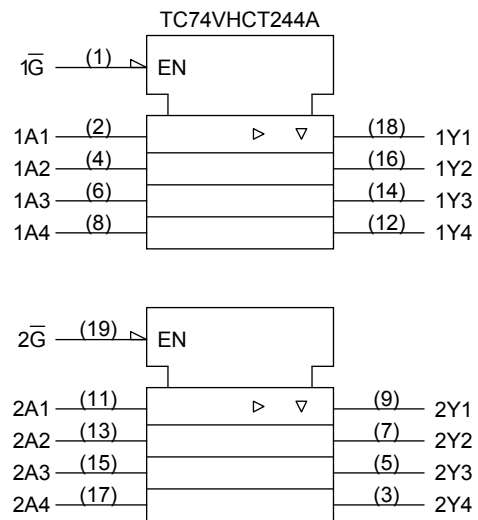 TC74VHCT244A
1G̅ (1) EN
1A1 (2) (18) 1Y1
1A2 (4) (16) 1Y2
1A3 (6) (14) 1Y3
1A4 (8) (12) 1Y4
2G̅ (19) EN
2A1 (11) (9) 2Y1
2A2 (13) (7) 2Y2
2A3 (15) (5) 2Y3
2A4 (17) (3) 2Y4